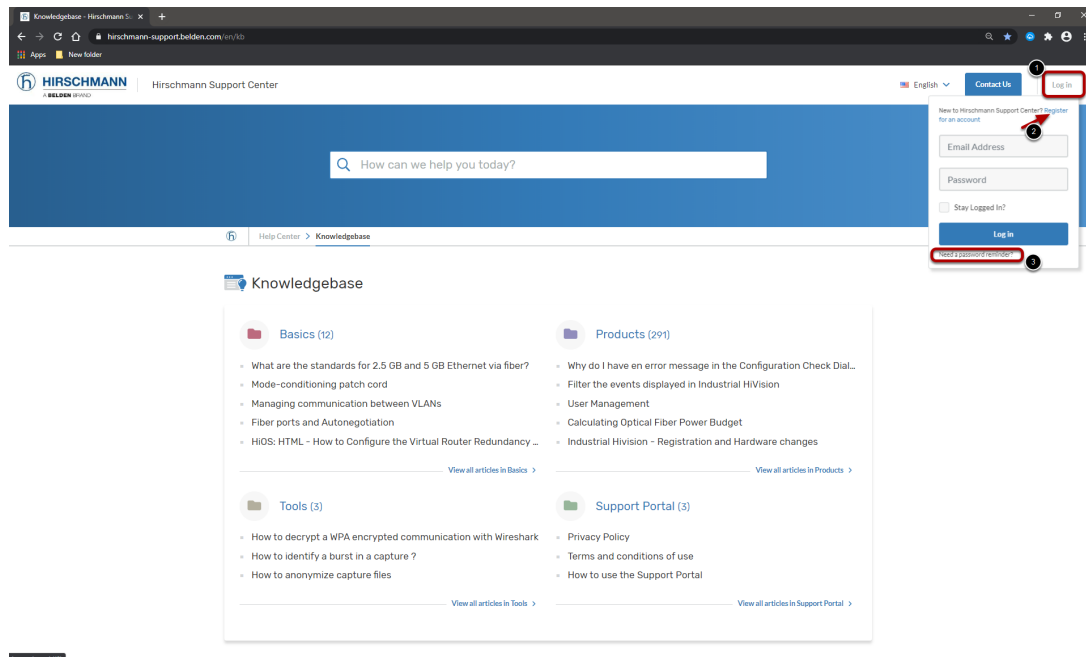 Knowledgebase - Hirschmann S
hirschmann-support.belden.com/en/kb
Apps New folder
HIRSCHMANN
A BELDEN BRAND
Hirschmann Support Center
English
Contact Us
1
Log in
New to Hirschmann Support Center? Register
for an account
2
Email Address
Password
Stay Logged In?
Log in
Need a password reminder?
3
How can we help you today?
Help Center > Knowledgebase
Knowledgebase
Basics (12)
What are the standards for 2.5 GB and 5 GB Ethernet via fiber?
Mode-conditioning patch cord
Managing communication between VLANs
Fiber ports and Autonegotiation
HiOS: HTML - How to Configure the Virtual Router Redundancy ...
View all articles in Basics >
Products (291)
Why do I have en error message in the Configuration Check Dial...
Filter the events displayed in Industrial HiVision
User Management
Calculating Optical Fiber Power Budget
Industrial Hivision - Registration and Hardware changes
View all articles in Products >
Tools (3)
How to decrypt a WPA encrypted communication with Wireshark
How to identify a burst in a capture ?
How to anonymize capture files
View all articles in Tools >
Support Portal (3)
Privacy Policy
Terms and conditions of use
How to use the Support Portal
View all articles in Support Portal >